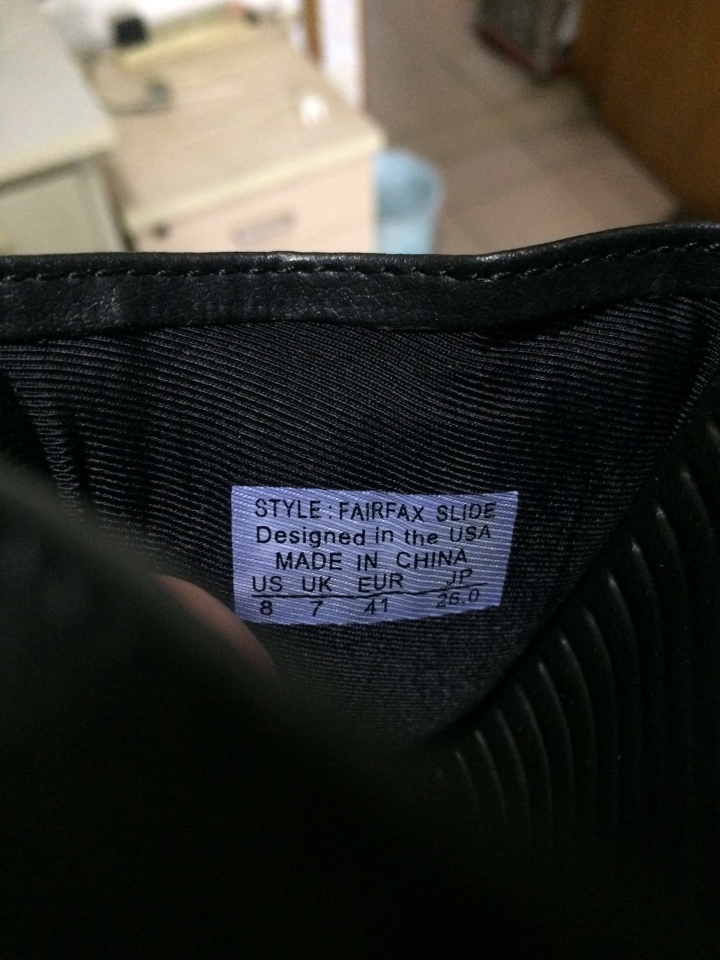 STYLE : FAIRFAX SLIDE
Designed in the USA
MADE IN CHINA
US UK EUR JP
8 7 41 26.0